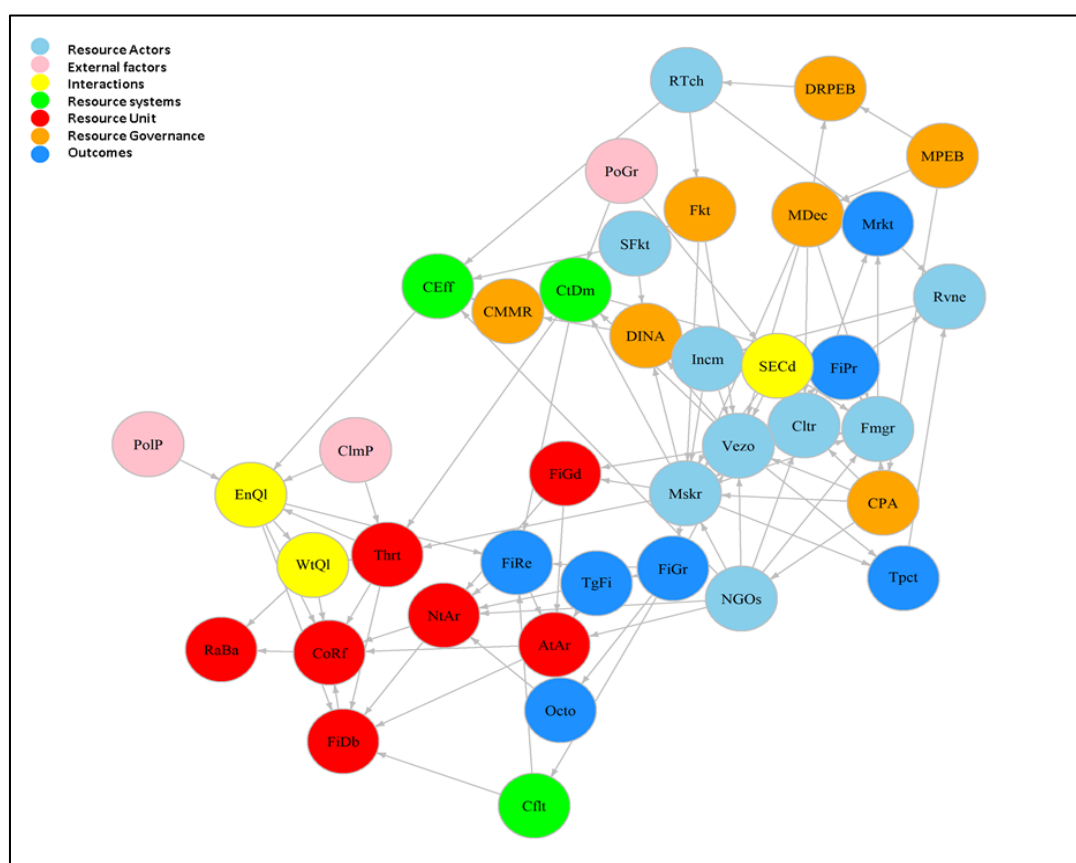 Resource Actors
External factors
Interactions
Resource systems
Resource Unit
Resource Governance
Outcomes
RTch
DRPEB
MPEB
PoGr
Fkt
MDec
Mrkt
SFkt
CEff
CtDm
Rvne
CMMR
DINA
Incm
SECd
FiPr
PolP
ClmP
Vezo
Cltr
Fmgr
EnQl
FiGd
Mskr
CPA
WtQl
Thrt
FiRe
TgFi
FiGr
Tpct
NGOs
NtAr
RaBa
CoRf
AtAr
Octo
FiDb
Cflt